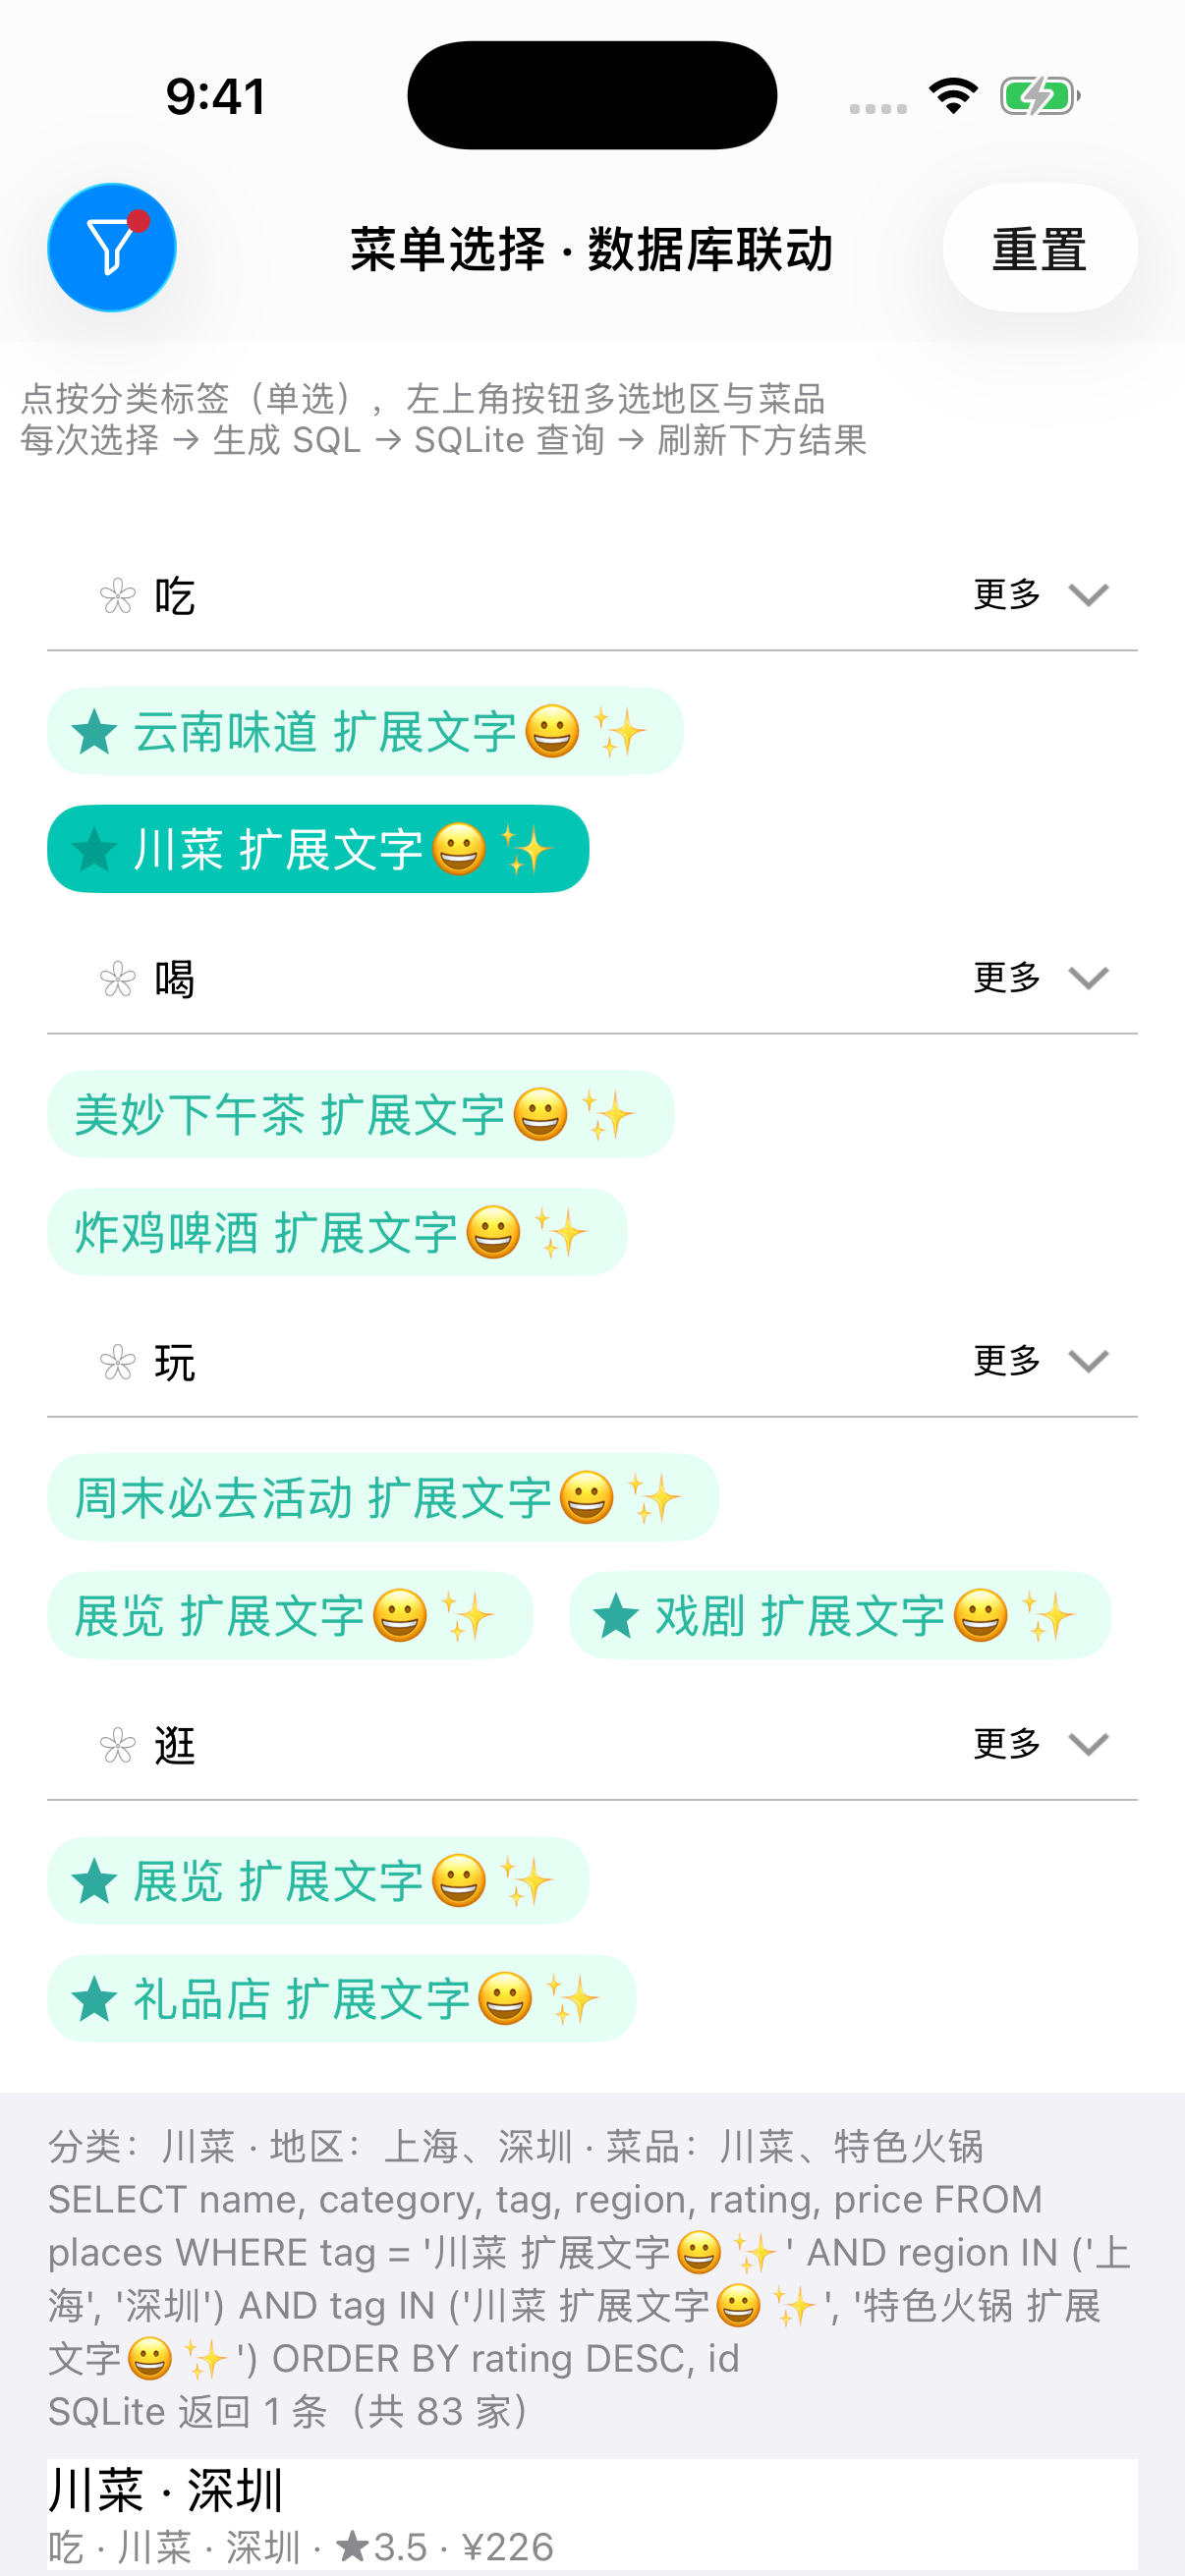 9:41
菜单选择 · 数据库联动
重置
点按分类标签（单选），左上角按钮多选地区与菜品
每次选择 → 生成 SQL → SQLite 查询 → 刷新下方结果
吃
更多
★ 云南味道 扩展文字😀✨
★ 川菜 扩展文字😀✨
喝
更多
美妙下午茶 扩展文字😀✨
炸鸡啤酒 扩展文字😀✨
玩
更多
周末必去活动 扩展文字😀✨
展览 扩展文字😀✨
★ 戏剧 扩展文字😀✨
逛
更多
★ 展览 扩展文字😀✨
★ 礼品店 扩展文字😀✨
分类：川菜 · 地区：上海、深圳 · 菜品：川菜、特色火锅
SELECT name, category, tag, region, rating, price FROM
places WHERE tag = '川菜 扩展文字😀✨' AND region IN ('上
海', '深圳') AND tag IN ('川菜 扩展文字😀✨', '特色火锅 扩展
文字😀✨') ORDER BY rating DESC, id
SQLite 返回 1 条（共 83 家）
川菜 · 深圳
吃 · 川菜 · 深圳 · ★3.5 · ¥226